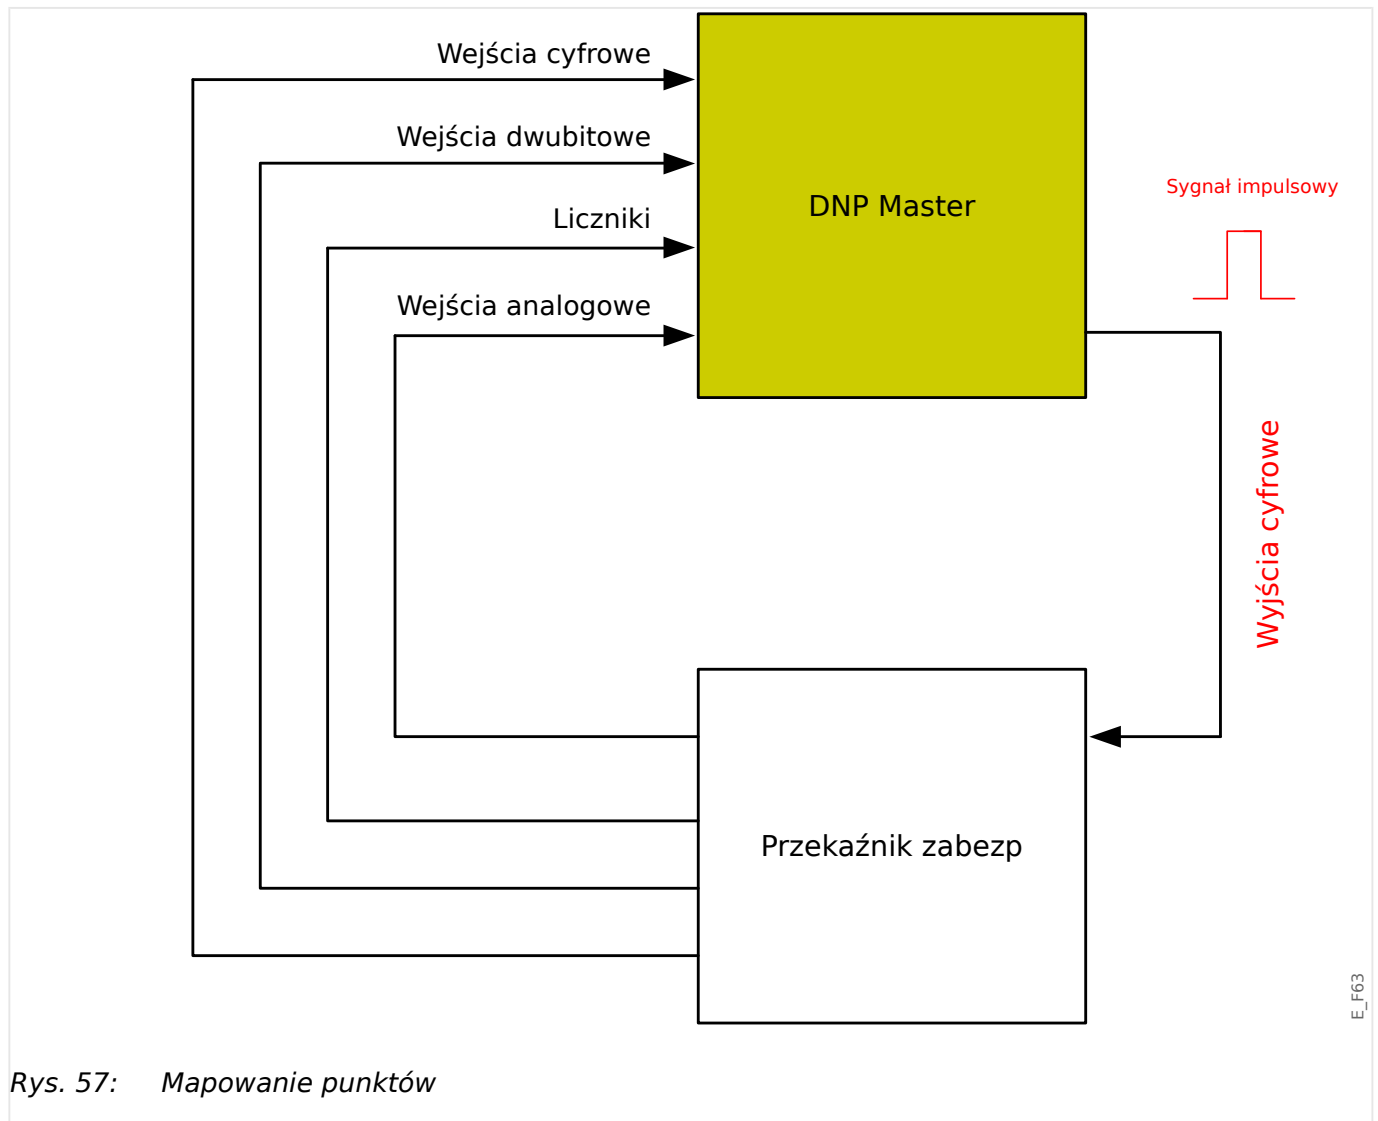 Wejścia cyfrowe
Wejścia dwubitowe
Liczniki
Wejścia analogowe
DNP Master
Sygnał impulsowy
Wyjścia cyfrowe
Przekaźnik zabezp
E_F63
Rys. 57: Mapowanie punktów